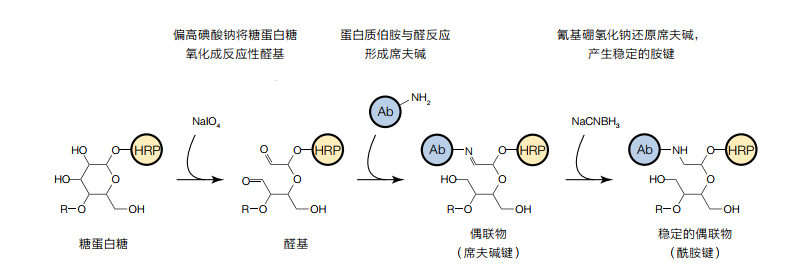 偏高碘酸钠将糖蛋白糖
氧化成反应性醛基
蛋白质伯胺与醛反应
形成席夫碱
氰基硼氢化钠还原席夫碱，
产生稳定的胺键
NaIO4
Ab
NH2
NaCNBH3
HO
O
HRP
HO
O
R–O
OH
O
O
HRP
O
O
R–O
OH
Ab
N
O
HRP
HO
O
R–O
OH
Ab
NH
O
HRP
HO
O
R–O
OH
糖蛋白糖
醛基
偶联物
（席夫碱键）
稳定的偶联物
（酰胺键）